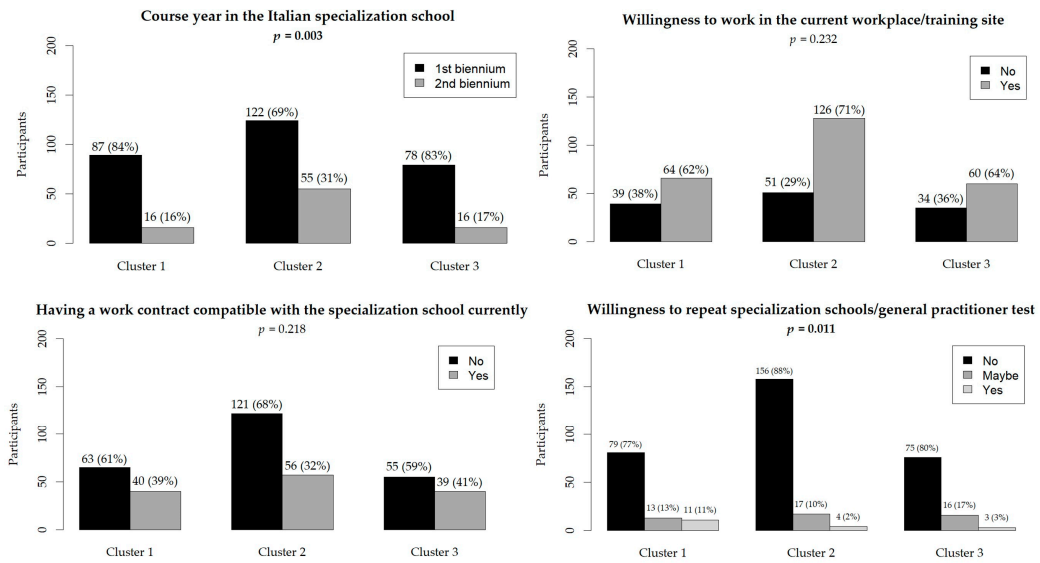 Course year in the Italian specialization school
p = 0.003
Participants
200
150
100
50
0
1st biennium
2nd biennium
87 (84%)
16 (16%)
122 (69%)
55 (31%)
78 (83%)
16 (17%)
Cluster 1
Cluster 2
Cluster 3
Willingness to work in the current workplace/training site
p = 0.232
Participants
200
150
100
50
0
No
Yes
39 (38%)
64 (62%)
51 (29%)
126 (71%)
34 (36%)
60 (64%)
Cluster 1
Cluster 2
Cluster 3
Having a work contract compatible with the specialization school currently
p = 0.218
Participants
200
150
100
50
0
No
Yes
63 (61%)
40 (39%)
121 (68%)
56 (32%)
55 (59%)
39 (41%)
Cluster 1
Cluster 2
Cluster 3
Willingness to repeat specialization schools/general practitioner test
p = 0.011
Participants
200
150
100
50
0
No
Maybe
Yes
79 (77%)
13 (13%)
11 (11%)
156 (88%)
17 (10%)
4 (2%)
75 (80%)
16 (17%)
3 (3%)
Cluster 1
Cluster 2
Cluster 3